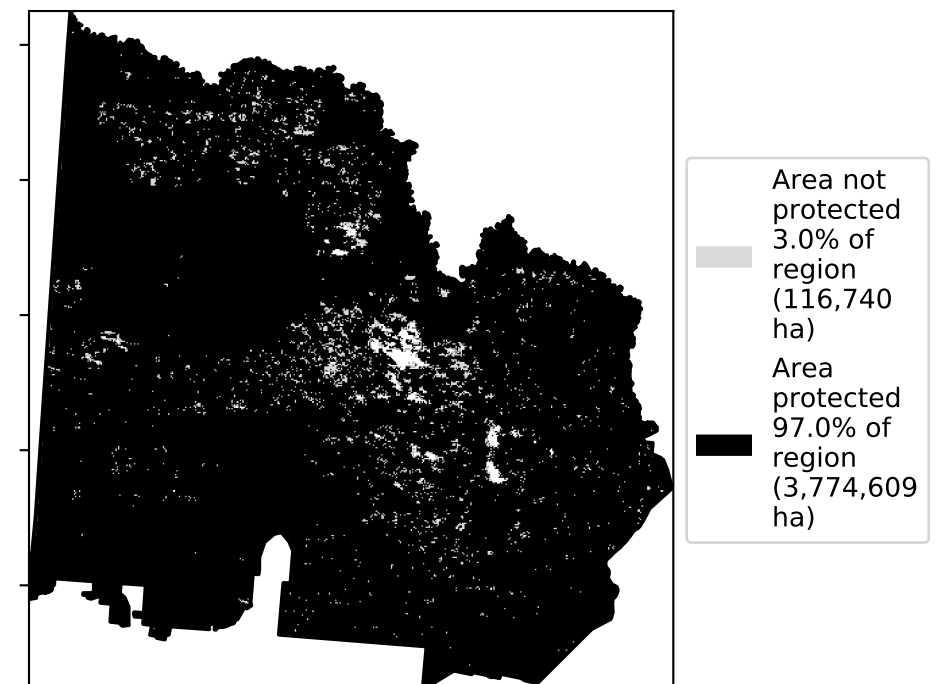 Area not
protected
3.0% of
region
(116,740
ha)
Area
protected
97.0% of
region
(3,774,609
ha)